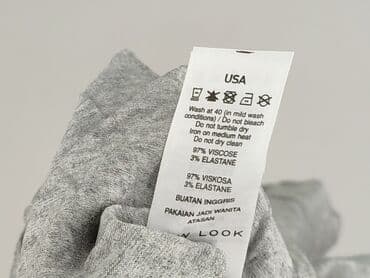 USA
Wash at 40 (in mild wash
conditions) / Do not bleach
Do not tumble dry
Iron on medium heat
Do not dry clean
97% VISCOSE
3% ELASTANE
97% VISKOSA
3% ELASTANE
BUATAN INGGRIS
PAKAIAN JADI WANITA
ATASAN
W LOOK